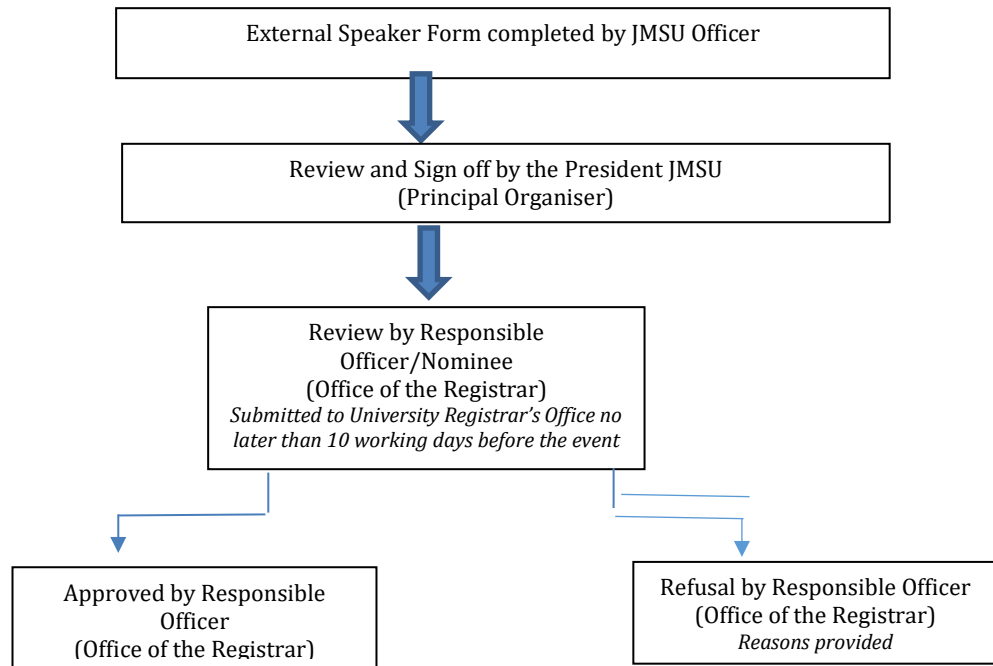 External Speaker Form completed by JMSU Officer
Review and Sign off by the President JMSU
(Principal Organiser)
Review by Responsible
Officer/Nominee
(Office of the Registrar)
Submitted to University Registrar’s Office no
later than 10 working days before the event
Approved by Responsible
Officer
(Office of the Registrar)
Refusal by Responsible Officer
(Office of the Registrar)
Reasons provided